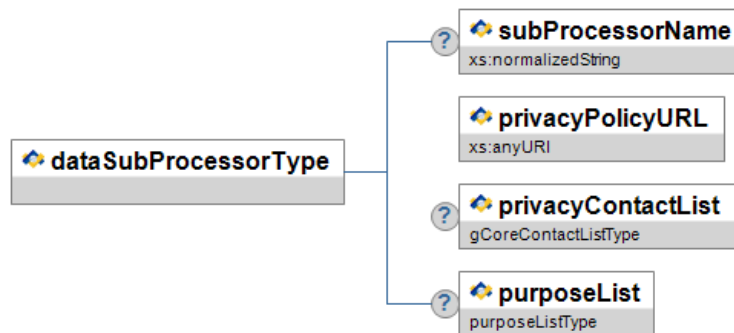 subProcessorName
xs:normalizedString
privacyPolicyURL
xs:anyURI
dataSubProcessorType
?
privacyContactList
gCoreContactListType
?
purposeList
purposeListType
?